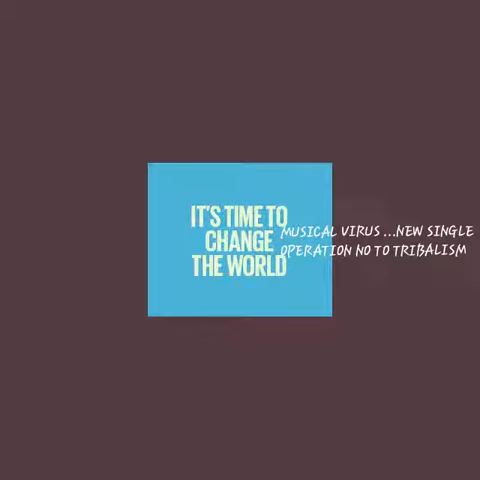 IT'S TIME TO
CHANGE
THE WORLD
MUSICAL VIRUS ...NEW SINGLE
OPERATION NO TO TRIBALISM